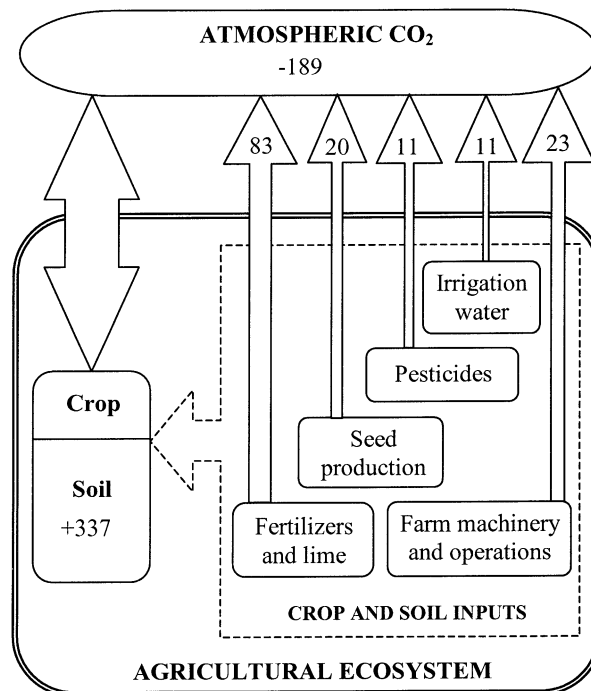 ATMOSPHERIC CO₂
-189
83
20
11
11
23
Irrigation
water
Pesticides
Crop
Seed
production
Soil
+337
Fertilizers
and lime
Farm machinery
and operations
CROP AND SOIL INPUTS
AGRICULTURAL ECOSYSTEM